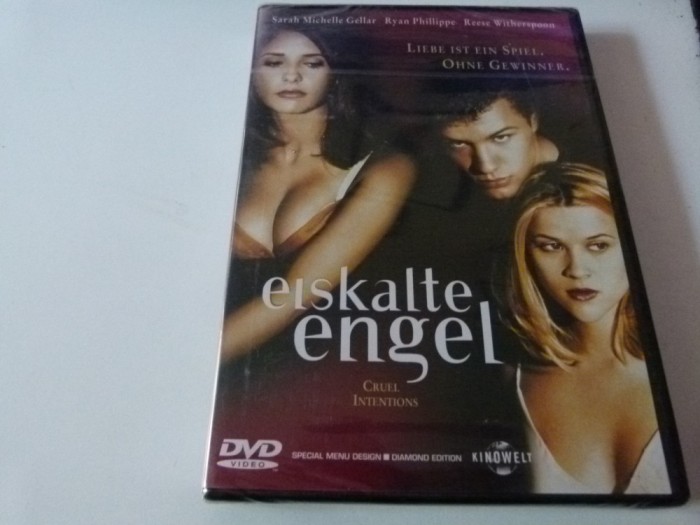 Sarah Michelle Gellar Ryan Phillippe Reese Witherspoon
LIEBE IST EIN SPIEL.
OHNE GEWINNER.
eiskalte
engel
CRUEL
INTENTIONS
DVD
VIDEO
SPECIAL MENU DESIGN ■ DIAMOND EDITION
KINOWELT